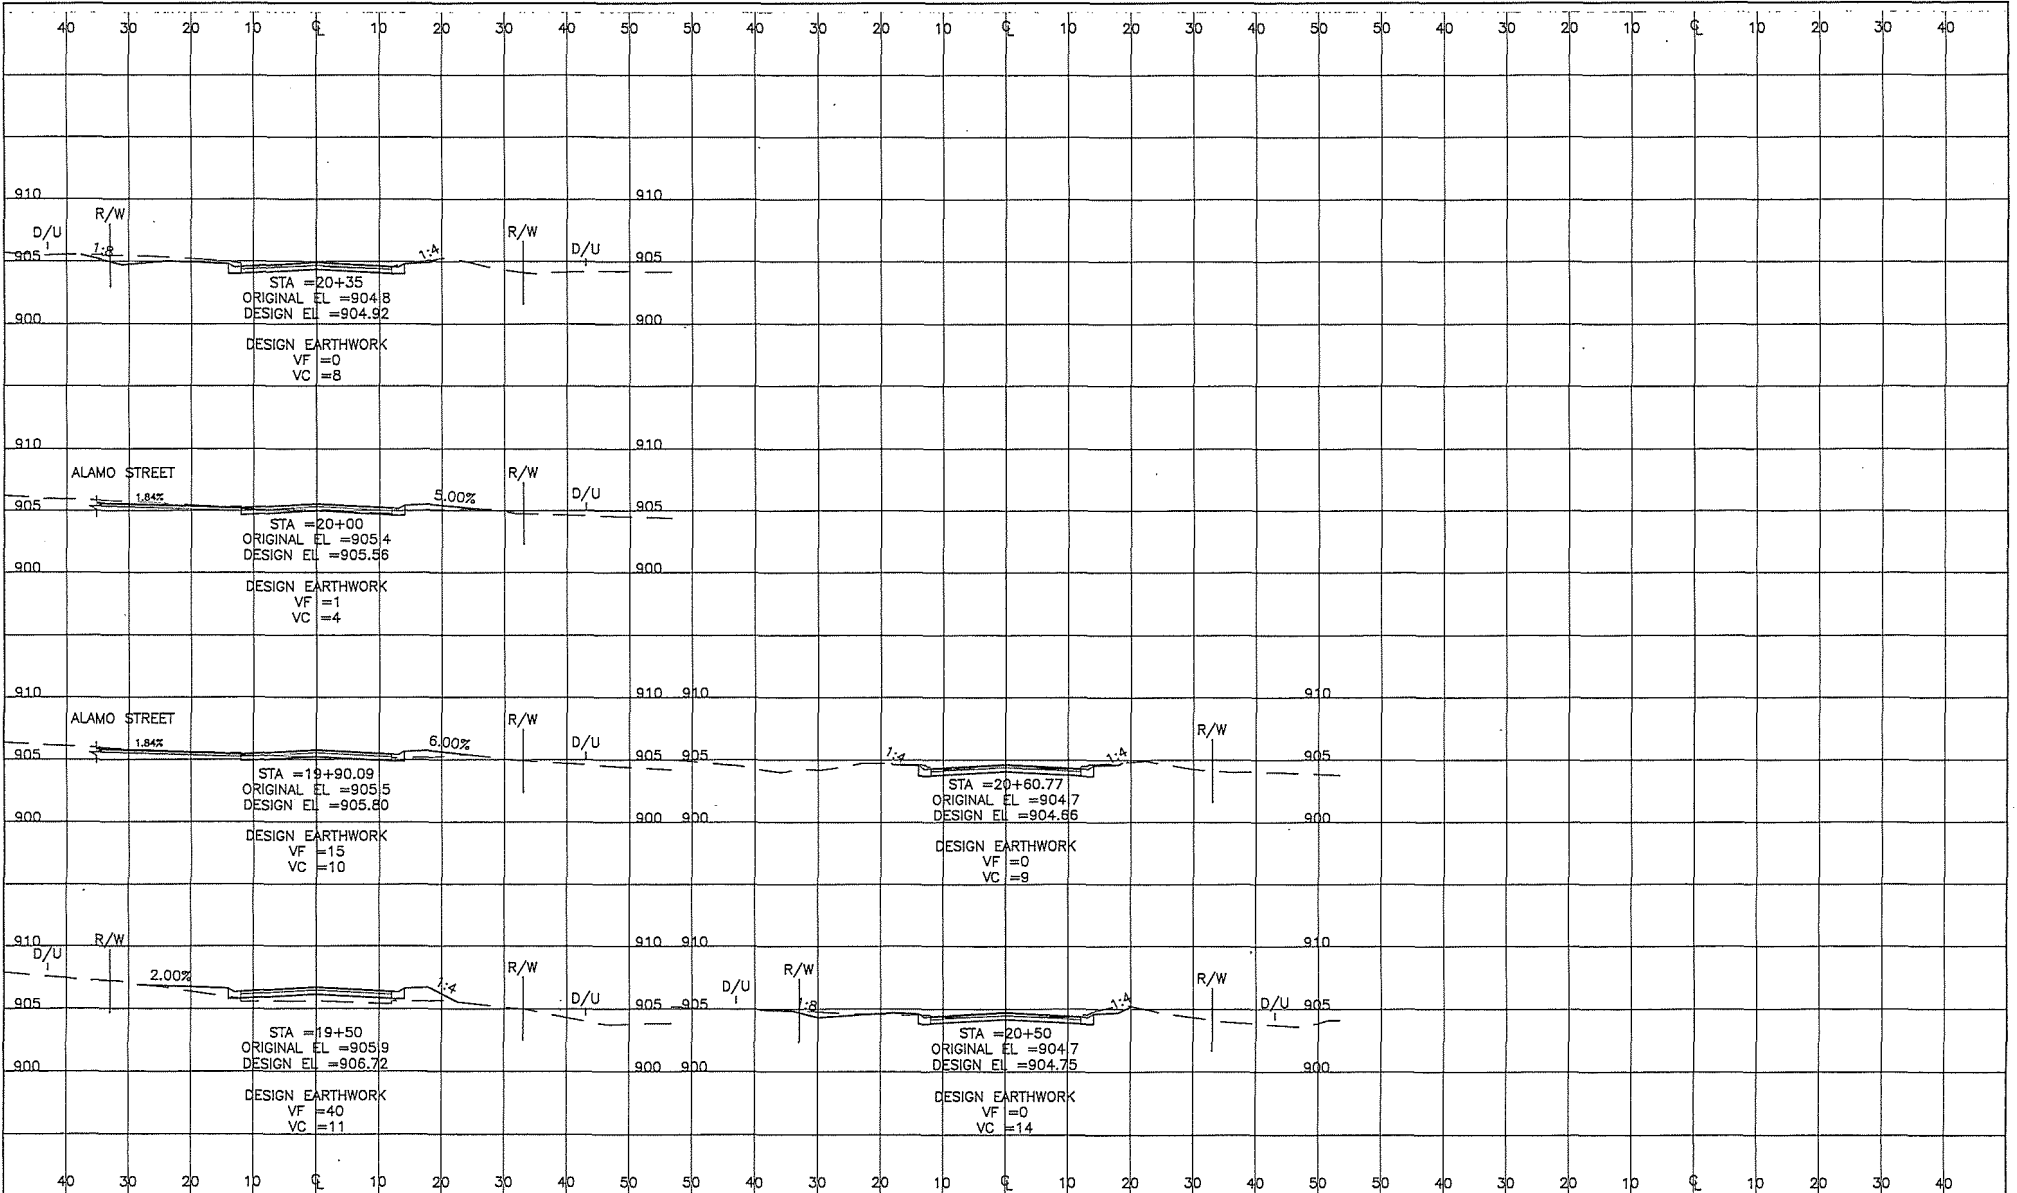 40 30 20 10 ℄ 10 20 30 40 50 50 40 30 20 10 ℄ 10 20 30 40 50 50 40 30 20 10 ℄ 10 20 30 40
910 910
R/W
D/U
1:8
905
1:4
R/W
D/U
905
STA =20+35
ORIGINAL EL =904.8
DESIGN EL =904.92
900 900
DESIGN EARTHWORK
VF =0
VC =8
910 910
ALAMO STREET
R/W
1.84%
5.00%
D/U
905 905
STA =20+00
ORIGINAL EL =905.4
DESIGN EL =905.56
900 900
DESIGN EARTHWORK
VF =1
VC =4
910 910
ALAMO STREET
R/W
1.84%
6.00%
D/U
905 905
STA =19+90.09
ORIGINAL EL =905.5
DESIGN EL =905.80
900 900
DESIGN EARTHWORK
VF =15
VC =10
910 910
R/W
1:4
1:4
905 905
STA =20+60.77
ORIGINAL EL =904.7
DESIGN EL =904.66
900 900
DESIGN EARTHWORK
VF =0
VC =9
910 910
D/U
R/W
2.00%
1:4
R/W
D/U
905
STA =19+50
ORIGINAL EL =905.9
DESIGN EL =906.72
900 900
DESIGN EARTHWORK
VF =40
VC =11
910 910
D/U
R/W
1:8
1:4
R/W
D/U
905 905 905
STA =20+50
ORIGINAL EL =904.7
DESIGN EL =904.75
900 900
DESIGN EARTHWORK
VF =0
VC =14
40 30 20 10 ℄ 10 20 30 40 50 50 40 30 20 10 ℄ 10 20 30 40 50 50 40 30 20 10 ℄ 10 20 30 40